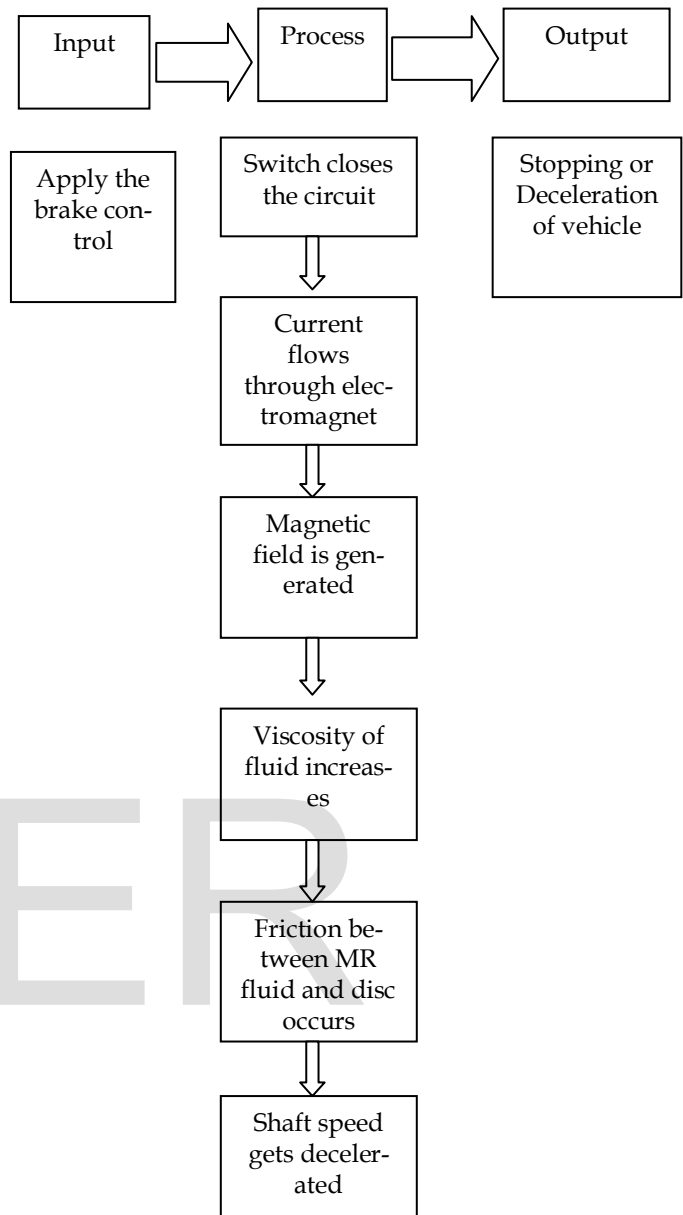 Input
Process
Output
Apply the
brake con-
trol
Switch closes
the circuit
Stopping or
Deceleration
of vehicle
Current
flows
through elec-
tromagnet
Magnetic
field is gen-
erated
Viscosity of
fluid increas-
es
Friction be-
tween MR
fluid and disc
occurs
Shaft speed
gets deceler-
ated
ER